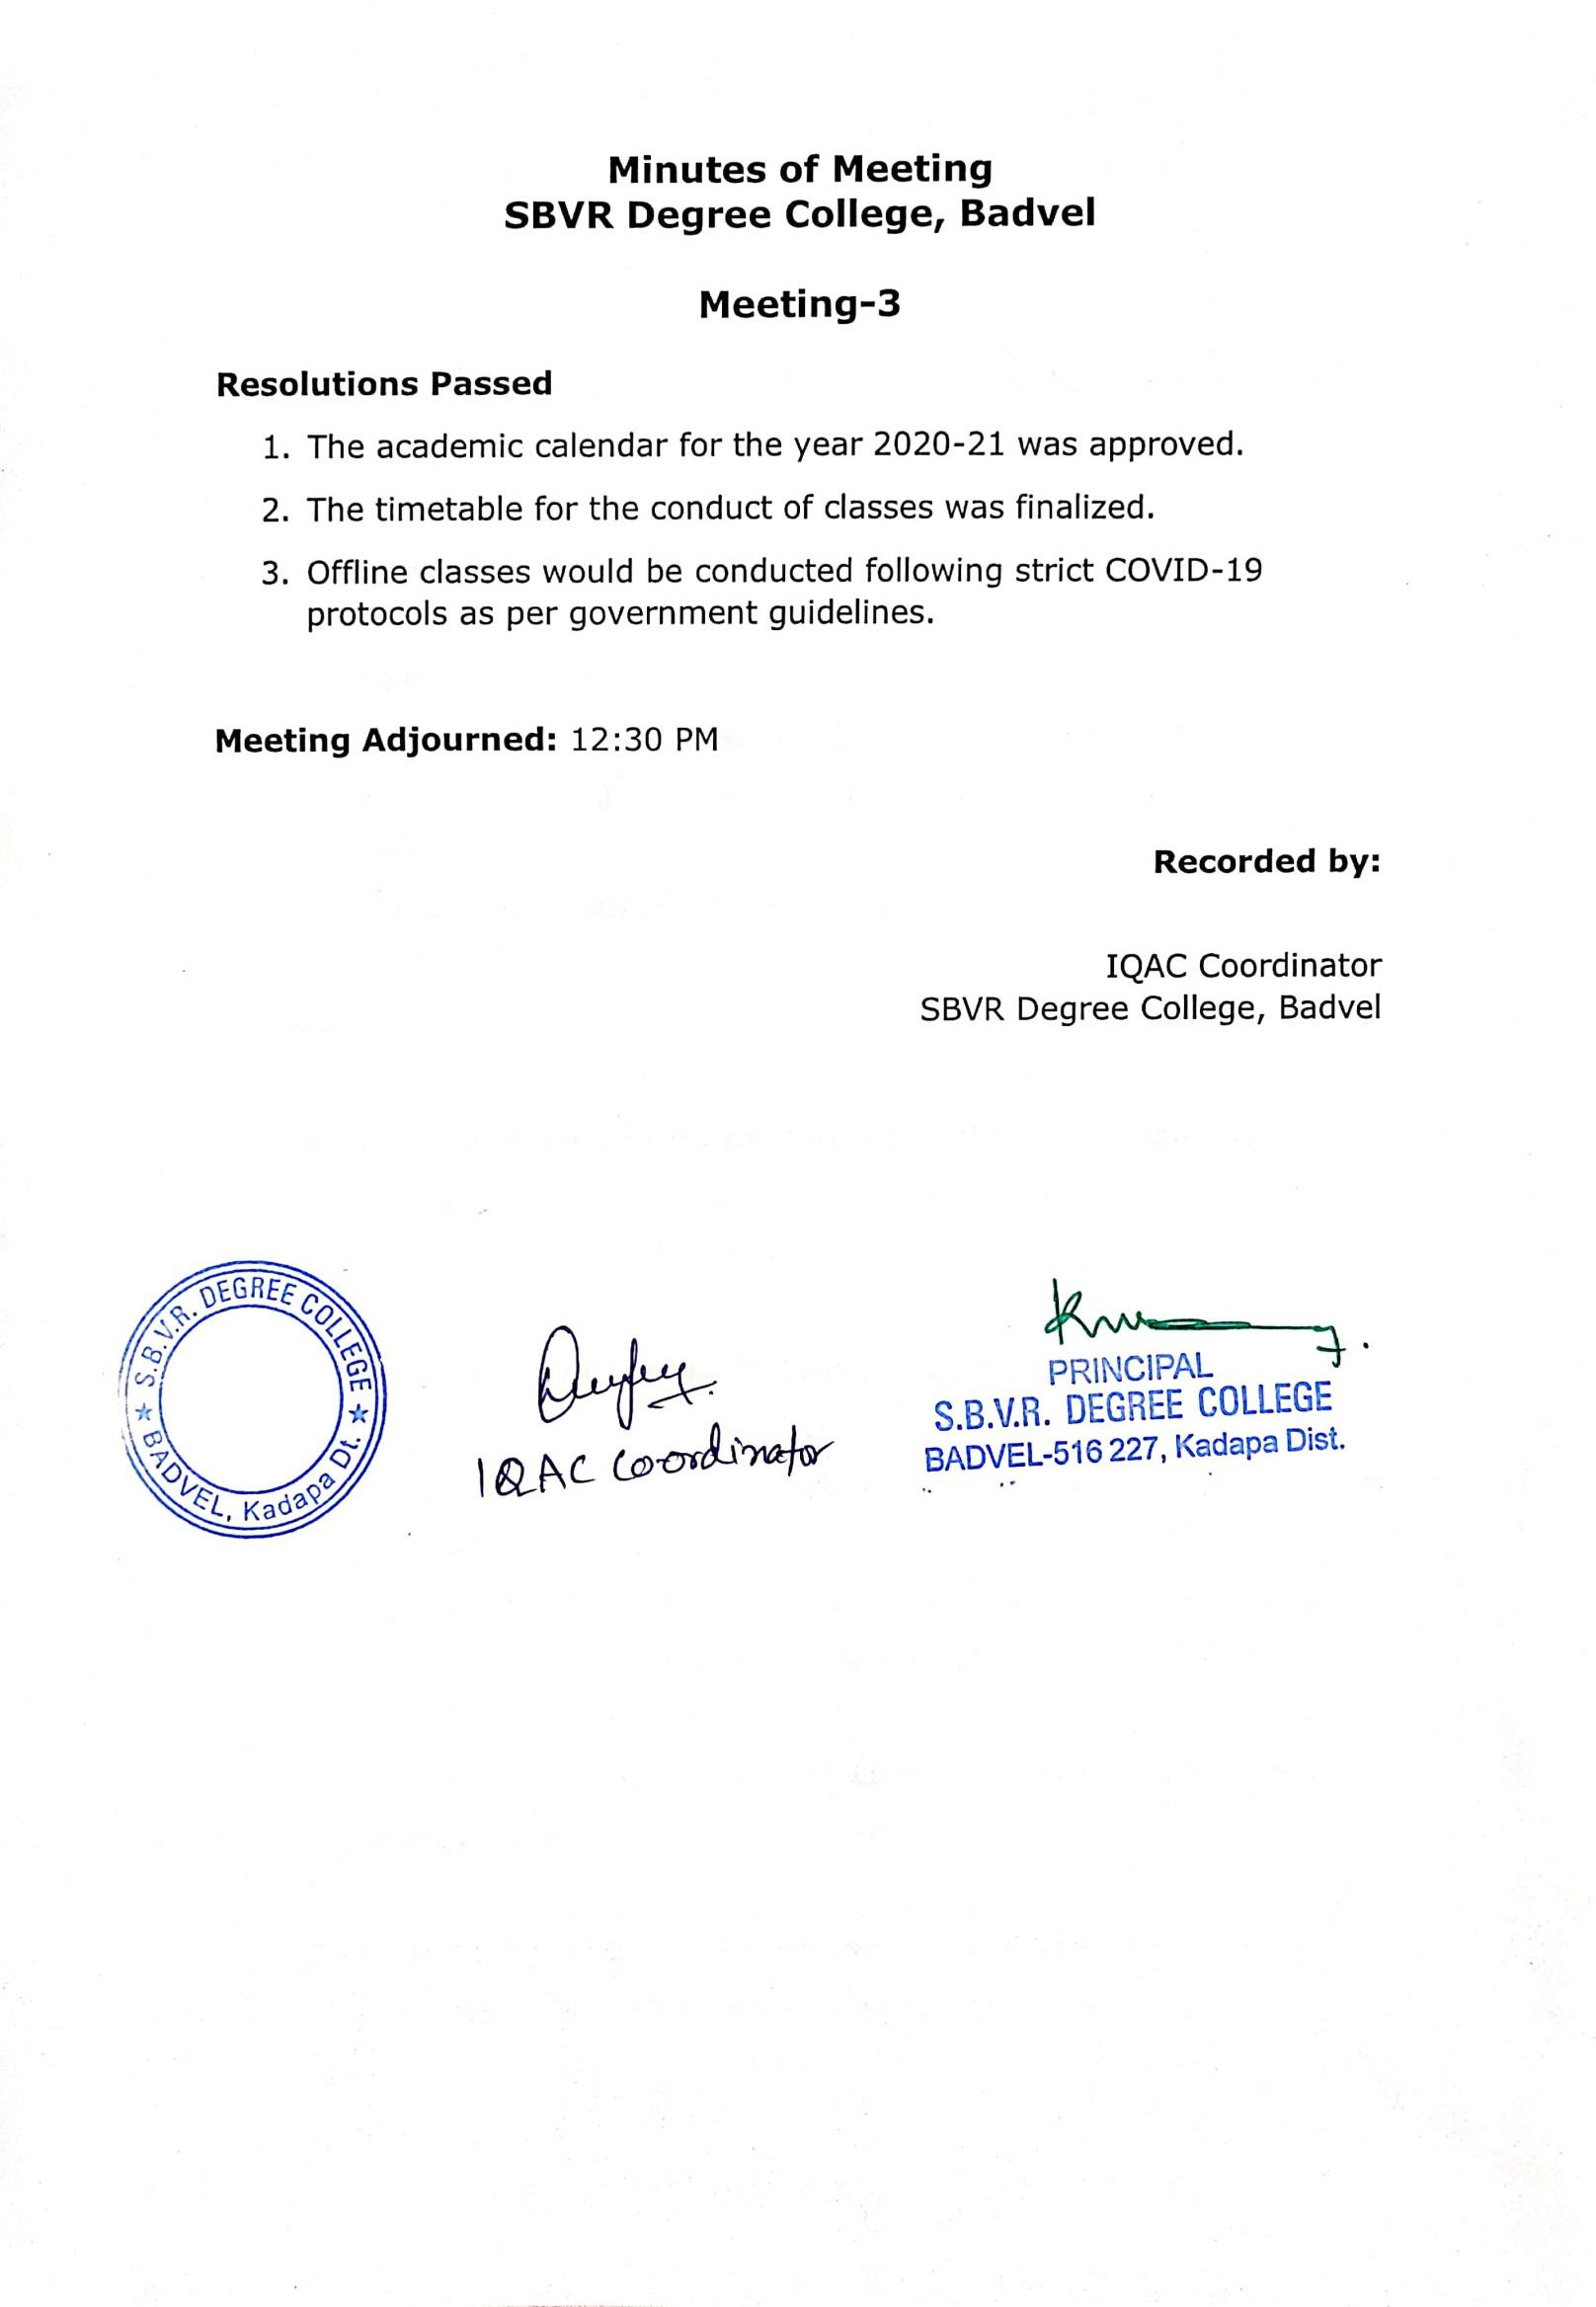 Minutes of Meeting
SBVR Degree College, Badvel
Meeting-3
Resolutions Passed
1. The academic calendar for the year 2020-21 was approved.
2. The timetable for the conduct of classes was finalized.
3. Offline classes would be conducted following strict COVID-19
protocols as per government guidelines.
Meeting Adjourned: 12:30 PM
Recorded by:
IQAC Coordinator
SBVR Degree College, Badvel
★ S.B.V.R. DEGREE COLLEGE ★
BADVEL, Kadapa Dt.
IQAC Coordinator
PRINCIPAL
S.B.V.R. DEGREE COLLEGE
BADVEL-516 227, Kadapa Dist.